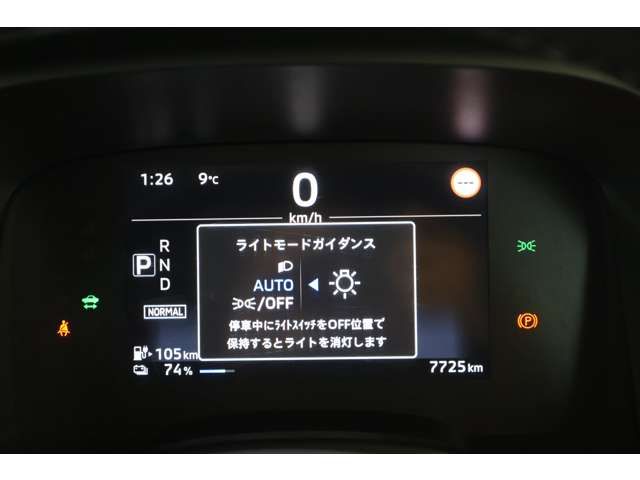 1:26 9℃ 0 ---
km/h
ライトモードガイダンス
P R N D
AUTO
/OFF
NORMAL
停車中にﾗｲﾄｽｲｯﾁをOFF位置で
保持するとライトを消灯します
105km
74% 7725km
(P)